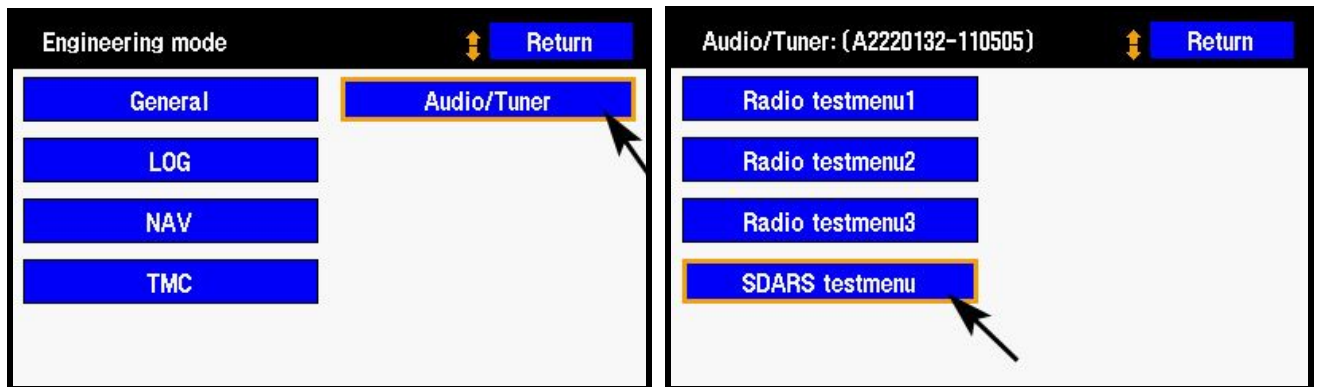 Engineering mode
Return
General
Audio/Tuner
LOG
NAV
TMC
Audio/Tuner: (A2220132-110505)
Return
Radio testmenu1
Radio testmenu2
Radio testmenu3
SDARS testmenu